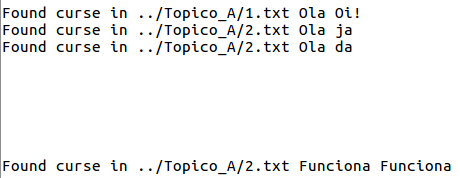 Found curse in ../Topico_A/1.txt Ola Oi!
Found curse in ../Topico_A/2.txt Ola ja
Found curse in ../Topico_A/2.txt Ola da
Found curse in ../Topico_A/2.txt Funciona Funciona